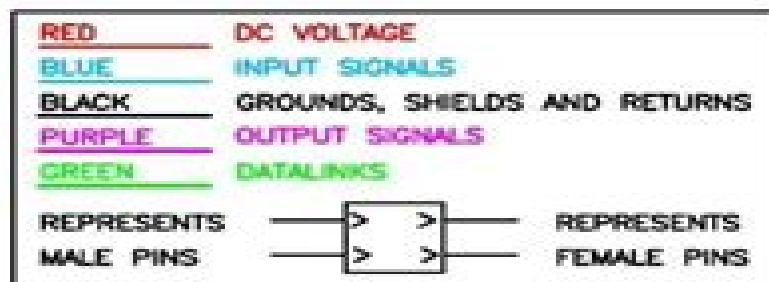 RED DC VOLTAGE
BLUE INPUT SIGNALS
BLACK GROUNDS, SHIELDS AND RETURNS
PURPLE OUTPUT SIGNALS
GREEN DATALINKS
REPRESENTS > > REPRESENTS
MALE PINS > > FEMALE PINS